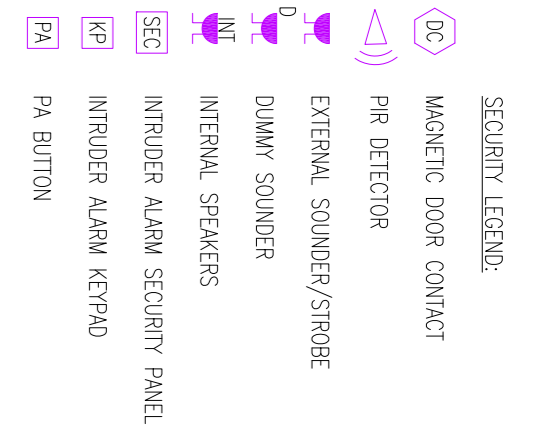 SECURITY LEGEND:
DC MAGNETIC DOOR CONTACT
PIR DETECTOR
EXTERNAL SOUNDER/STROBE
D DUMMY SOUNDER
INT INTERNAL SPEAKERS
SEC INTRUDER ALARM SECURITY PANEL
KP INTRUDER ALARM KEYPAD
PA PA BUTTON